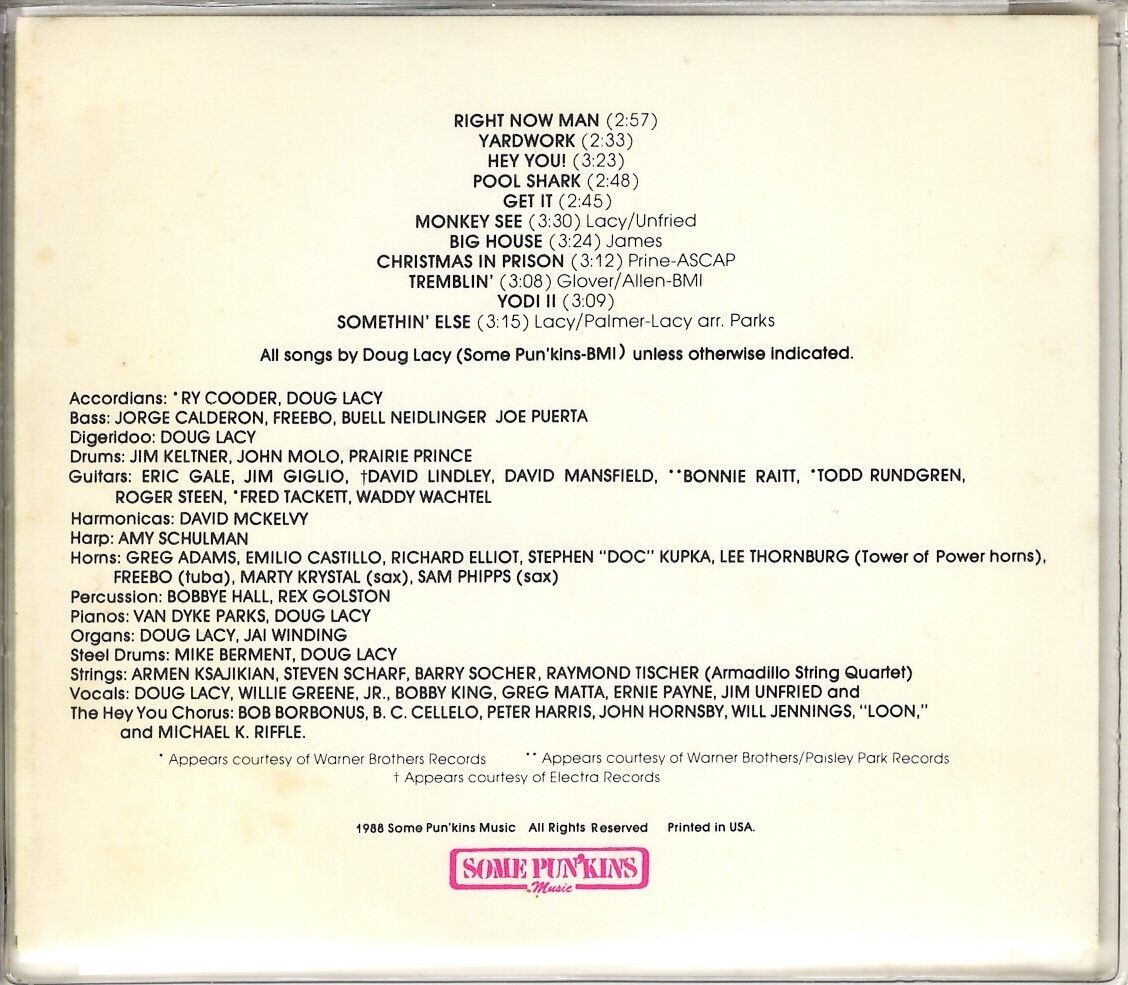 RIGHT NOW MAN (2:57)
YARDWORK (2:33)
HEY YOU! (3:23)
POOL SHARK (2:48)
GET IT (2:45)
MONKEY SEE (3:30) Lacy/Unfried
BIG HOUSE (3:24) James
CHRISTMAS IN PRISON (3:12) Prine-ASCAP
TREMBLIN' (3:08) Glover/Allen-BMI
YODI II (3:09)
SOMETHIN' ELSE (3:15) Lacy/Palmer-Lacy arr. Parks
All songs by Doug Lacy (Some Pun'kins-BMI) unless otherwise indicated.
Accordians: *RY COODER, DOUG LACY
Bass: JORGE CALDERON, FREEBO, BUELL NEIDLINGER JOE PUERTA
Digeridoo: DOUG LACY
Drums: JIM KELTNER, JOHN MOLO, PRAIRIE PRINCE
Guitars: ERIC GALE, JIM GIGLIO, †DAVID LINDLEY, DAVID MANSFIELD, **BONNIE RAITT, *TODD RUNDGREN,
ROGER STEEN, *FRED TACKETT, WADDY WACHTEL
Harmonicas: DAVID MCKELVY
Harp: AMY SCHULMAN
Horns: GREG ADAMS, EMILIO CASTILLO, RICHARD ELLIOT, STEPHEN "DOC" KUPKA, LEE THORNBURG (Tower of Power horns),
FREEBO (tuba), MARTY KRYSTAL (sax), SAM PHIPPS (sax)
Percussion: BOBBYE HALL, REX GOLSTON
Pianos: VAN DYKE PARKS, DOUG LACY
Organs: DOUG LACY, JAI WINDING
Steel Drums: MIKE BERMENT, DOUG LACY
Strings: ARMEN KSAJIKIAN, STEVEN SCHARF, BARRY SOCHER, RAYMOND TISCHER (Armadillo String Quartet)
Vocals: DOUG LACY, WILLIE GREENE, JR., BOBBY KING, GREG MATTA, ERNIE PAYNE, JIM UNFRIED and
The Hey You Chorus: BOB BORBONUS, B. C. CELLELO, PETER HARRIS, JOHN HORNSBY, WILL JENNINGS, "LOON,"
and MICHAEL K. RIFFLE.
* Appears courtesy of Warner Brothers Records ** Appears courtesy of Warner Brothers/Paisley Park Records
† Appears courtesy of Electra Records
1988 Some Pun'kins Music All Rights Reserved Printed in USA.
SOME PUN'KINS
Music